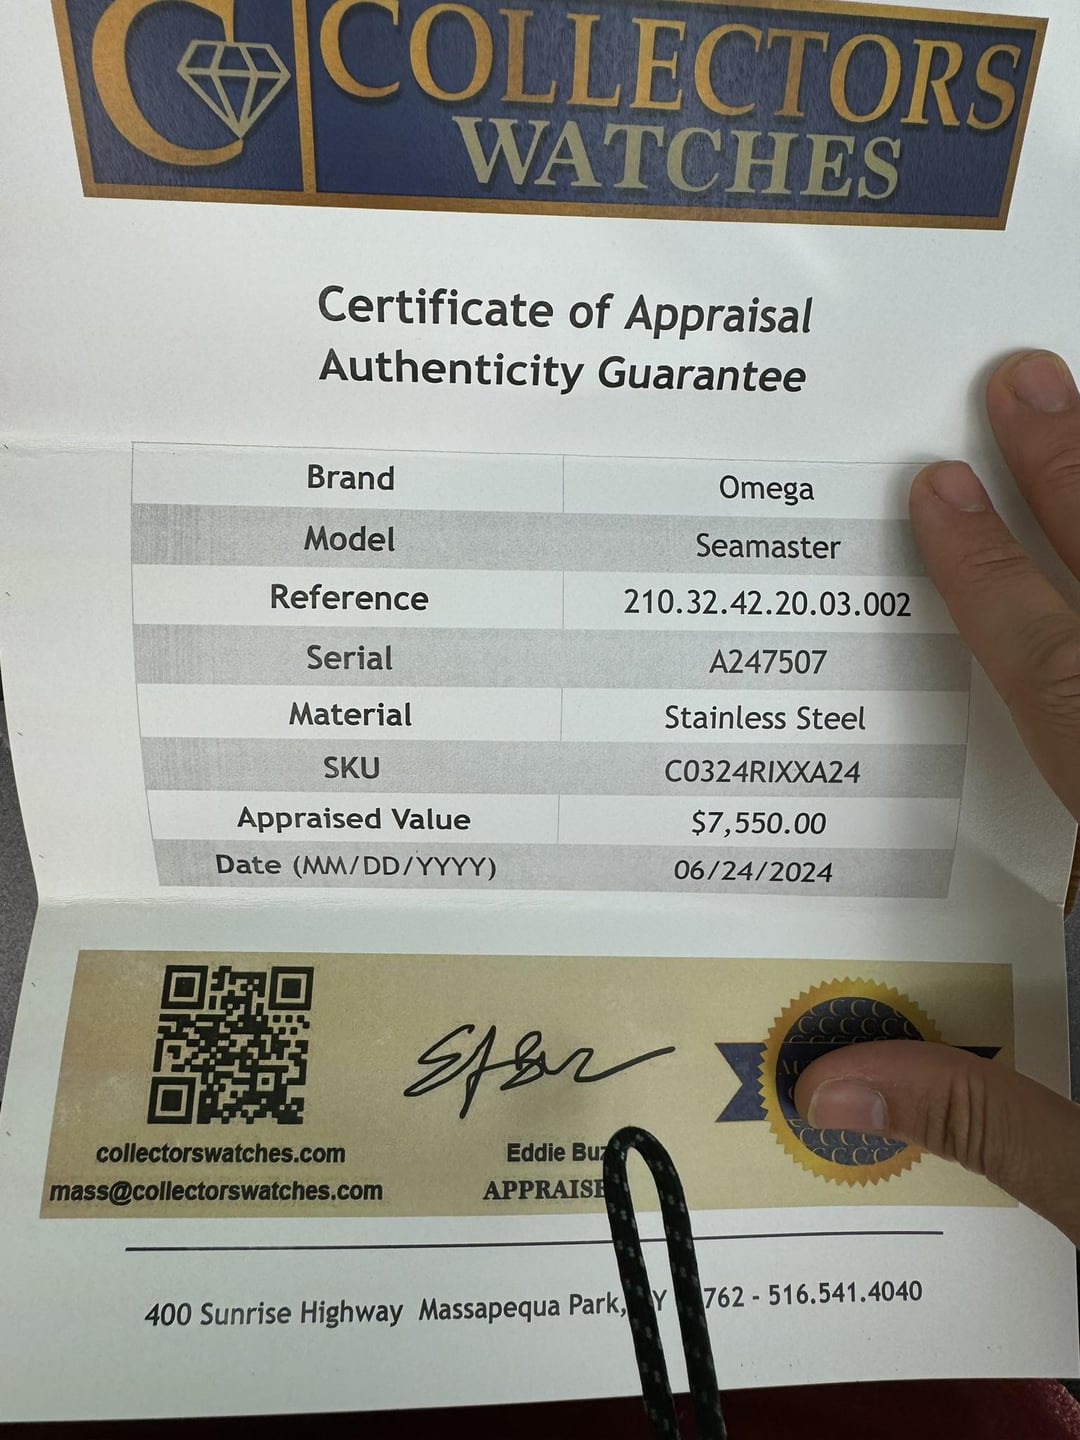 COLLECTORS
WATCHES
Certificate of Appraisal
Authenticity Guarantee
Brand Omega
Model Seamaster
Reference 210.32.42.20.03.002
Serial A247507
Material Stainless Steel
SKU C0324RIXXA24
Appraised Value $7,550.00
Date (MM/DD/YYYY) 06/24/2024
collectorswatches.com
mass@collectorswatches.com
Eddie
400 Sunrise Highway Massapequa Park, 516.541.4040